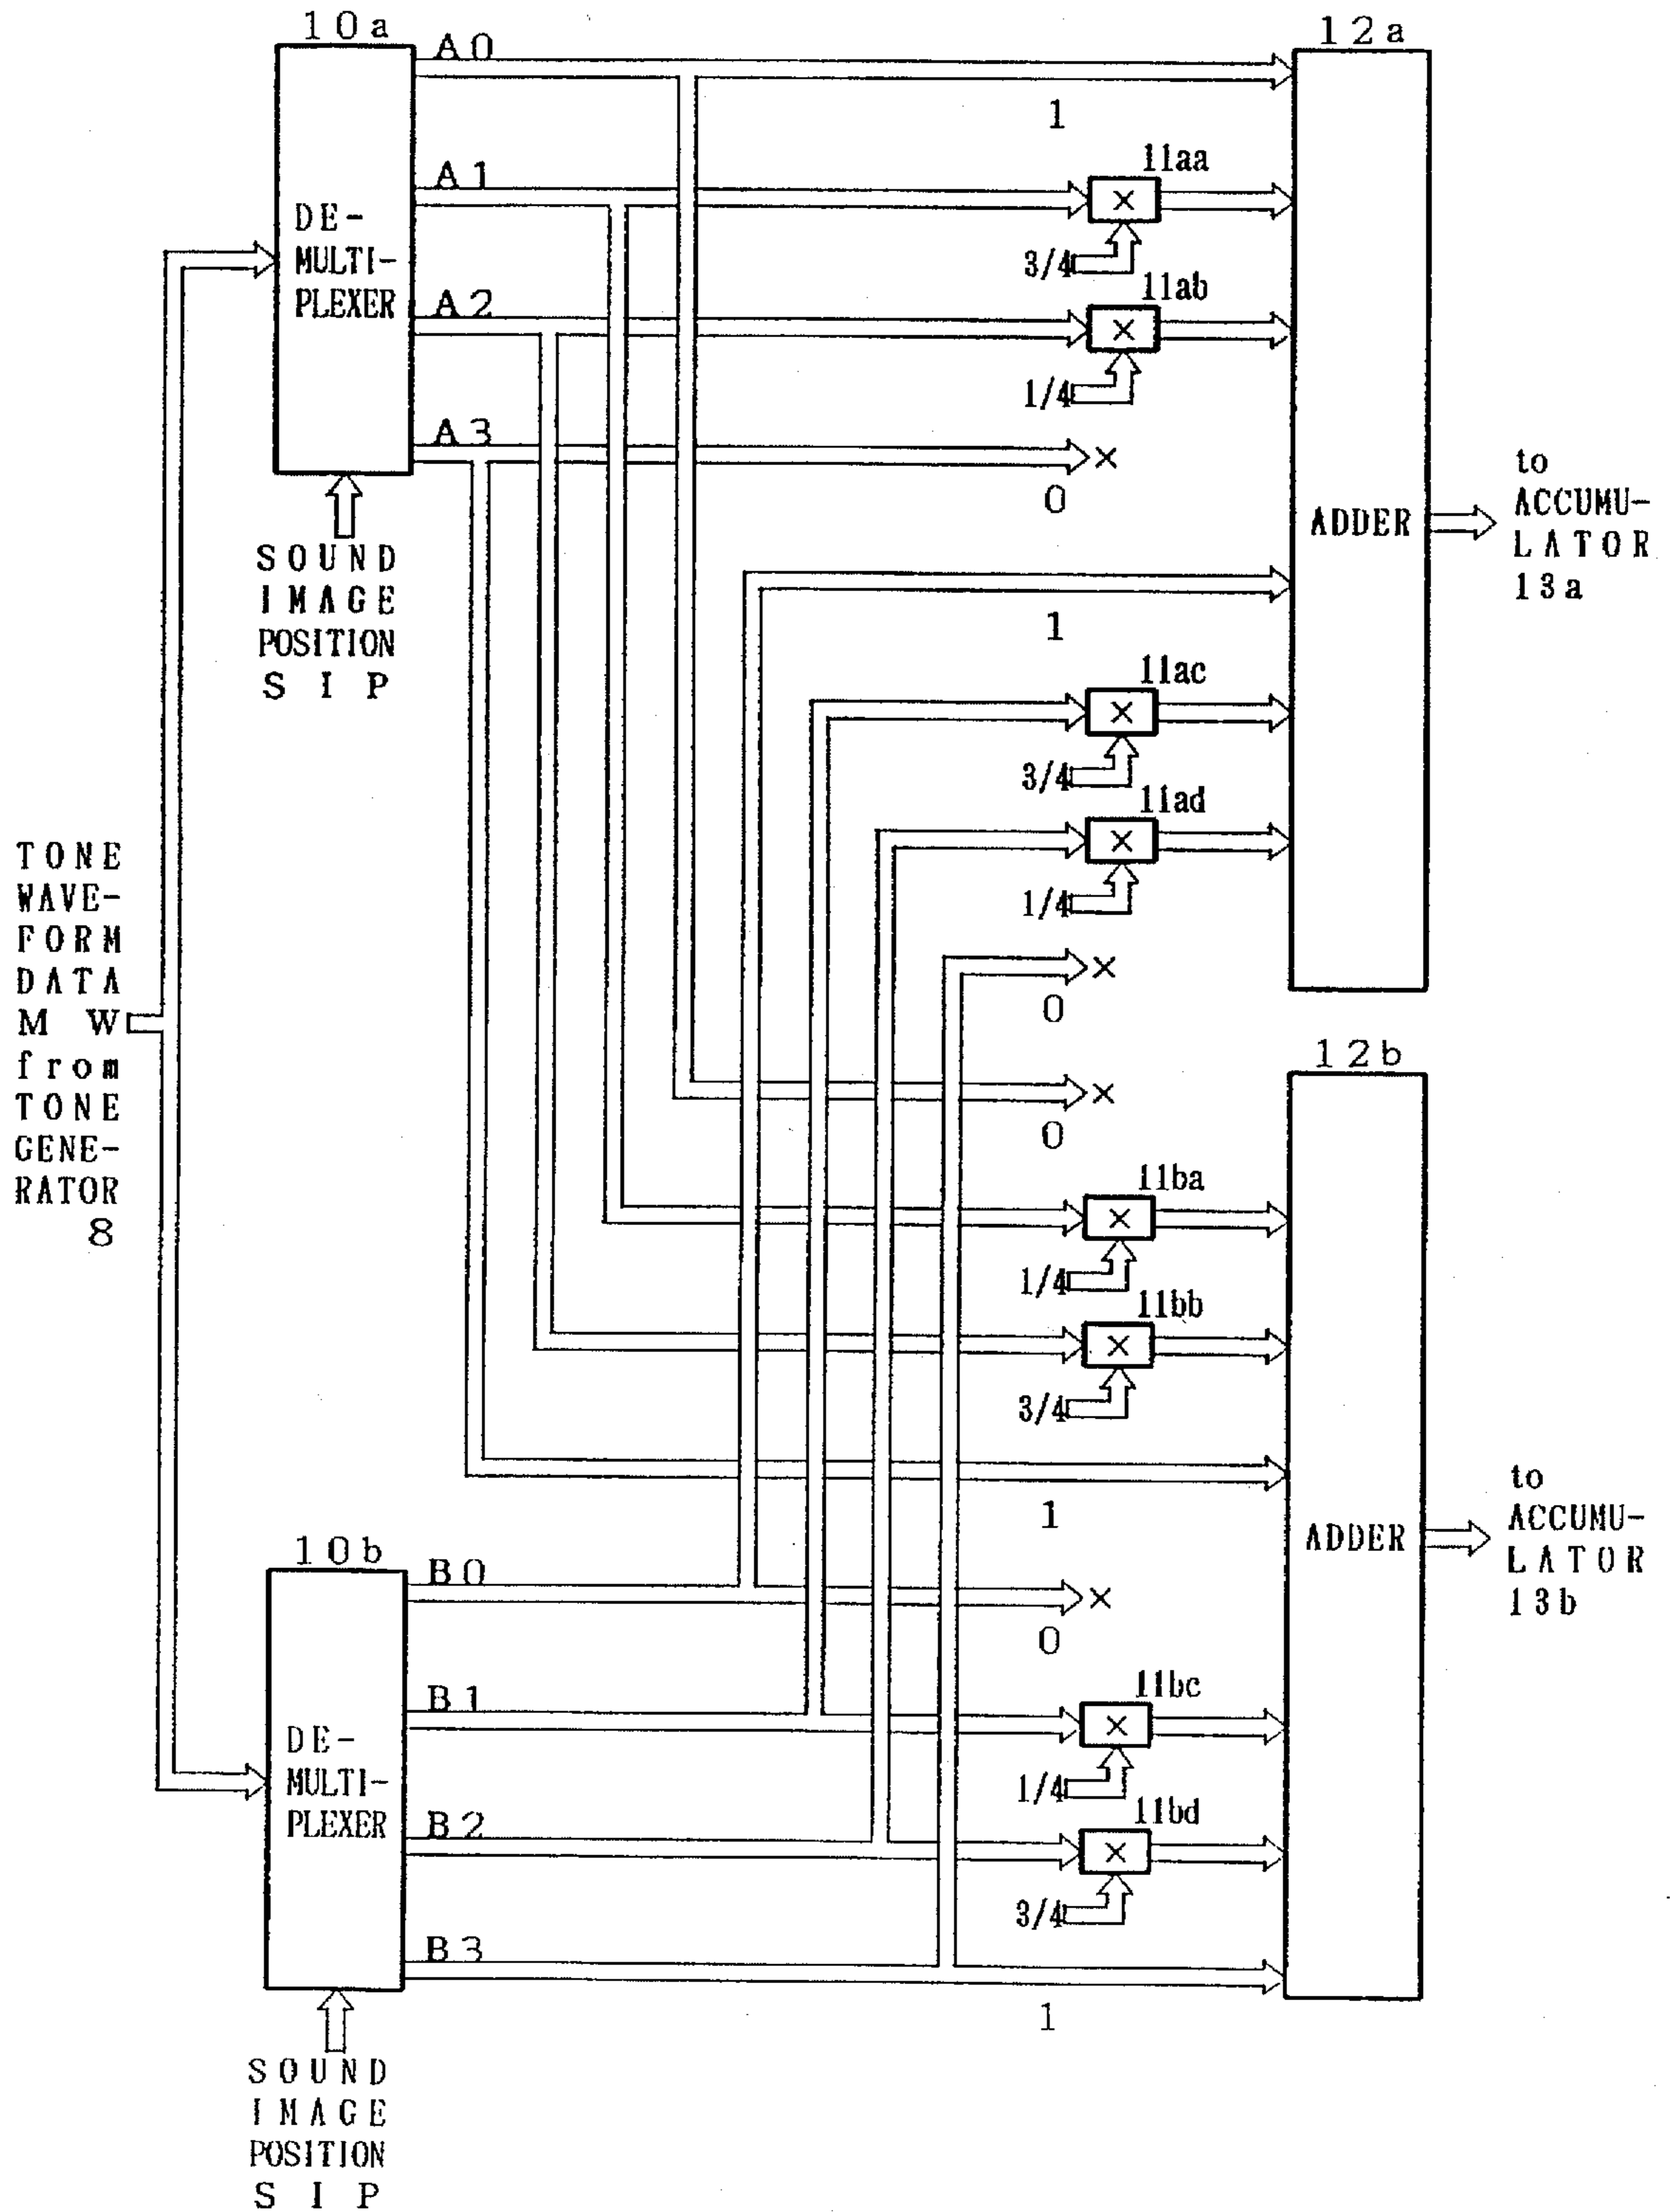 10a
A0
12a
1
A1
11aa
×
DE-
MULTI-
PLEXER
3/4
A2
11ab
×
1/4
A3
×
0
SOUND
IMAGE
POSITION
SIP
ADDER
to
ACCUMU-
LATOR
13a
1
11ac
×
3/4
11ad
×
1/4
×
0
TONE
WAVE-
FORM
DATA
MW
from
TONE
GENE-
RATOR
8
12b
×
0
11ba
×
1/4
11bb
×
3/4
1
ADDER
to
ACCUMU-
LATOR
13b
10b
B0
×
0
B1
11bc
×
DE-
MULTI-
PLEXER
1/4
B2
11bd
×
3/4
B3
1
SOUND
IMAGE
POSITION
SIP